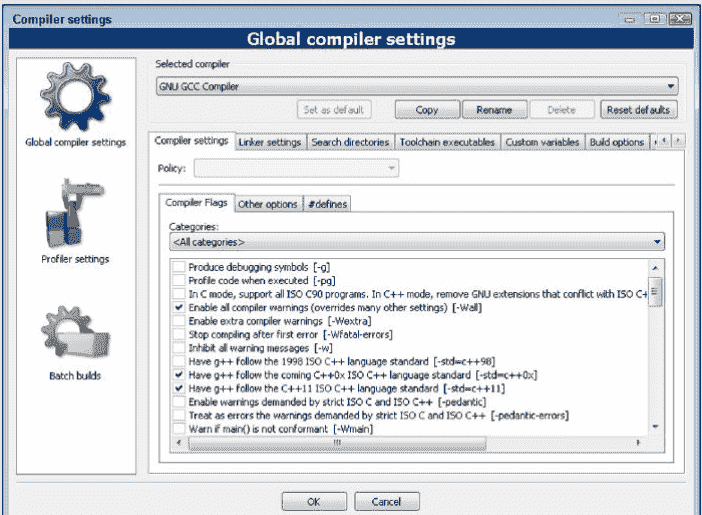 Compiler settings
Global compiler settings
Global compiler settings
Profiler settings
Batch builds
Selected compiler
GNU GCC Compiler
Set as default Copy Rename Delete Reset defaults
Compiler settings Linker settings Search directories Toolchain executables Custom variables Build options
Policy:
Compiler Flags Other options #defines
Categories:
<All categories>
Produce debugging symbols [-g]
Profile code when executed [-pg]
In C mode, support all ISO C90 programs. In C++ mode, remove GNU extensions that conflict with ISO C+
Enable all compiler warnings (overrides many other settings) [-Wall]
Enable extra compiler warnings [-Wextra]
Stop compiling after first error [-Wfatal-errors]
Inhibit all warning messages [-w]
Have g++ follow the 1998 ISO C++ language standard [-std=c++98]
Have g++ follow the coming C++0x ISO C++ language standard [-std=c++0x]
Have g++ follow the C++11 ISO C++ language standard [-std=c++11]
Enable warnings demanded by strict ISO C and ISO C++ [-pedantic]
Treat as errors the warnings demanded by strict ISO C and ISO C++ [-pedantic-errors]
Warn if main() is not conformant [-Wmain]
OK Cancel